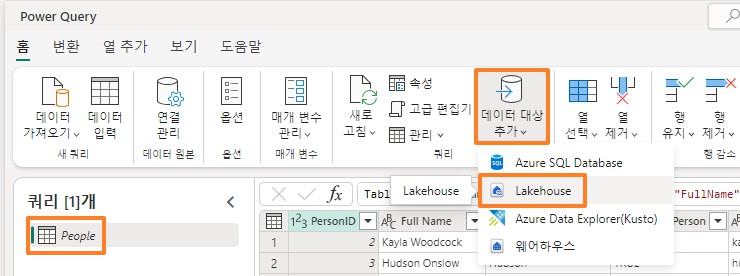 Power Query
홈 변환 열 추가 보기 도움말
데이터 가져오기
데이터 입력
새 쿼리
연결 관리
데이터 원본
옵션
옵션
매개 변수 관리
매개 변수
새로 고침
속성
고급 편집기
관리
쿼리
데이터 대상 추가
열 선택
열 제거
행 유지
행 제거
행 감소
Azure SQL Database
Lakehouse
Azure Data Explorer(Kusto)
웨어하우스
Lakehouse
쿼리 [1]개
People
fx
"FullName"
1 2 3 PersonID
Full Name
1 2 Kayla Woodcock
2 3 Hudson Onslow